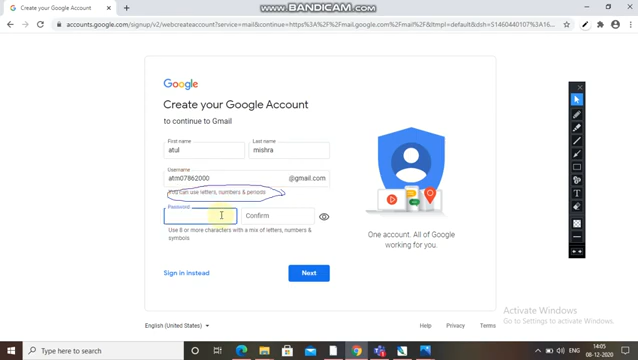 Create your Google Account
WWW.BANDICAM.COM
accounts.google.com/signup/v2/webcreateaccount?service=mail&continue=https%3A%2F%2Fmail.google.com%2Fmail%2F&ltmpl=default&dsh=S1460440107%3A16...
Google
Create your Google Account
to continue to Gmail
First name
Last name
atul
mishra
Username
atm07862000
@gmail.com
You can use letters, numbers & periods
Password
Confirm
Use 8 or more characters with a mix of letters, numbers &
symbols
Sign in instead
Next
One account. All of Google
working for you.
Activate Windows
Go to Settings to activate Windows.
English (United States)
Help
Privacy
Terms
Type here to search
ENG
14:05
08-12-2020